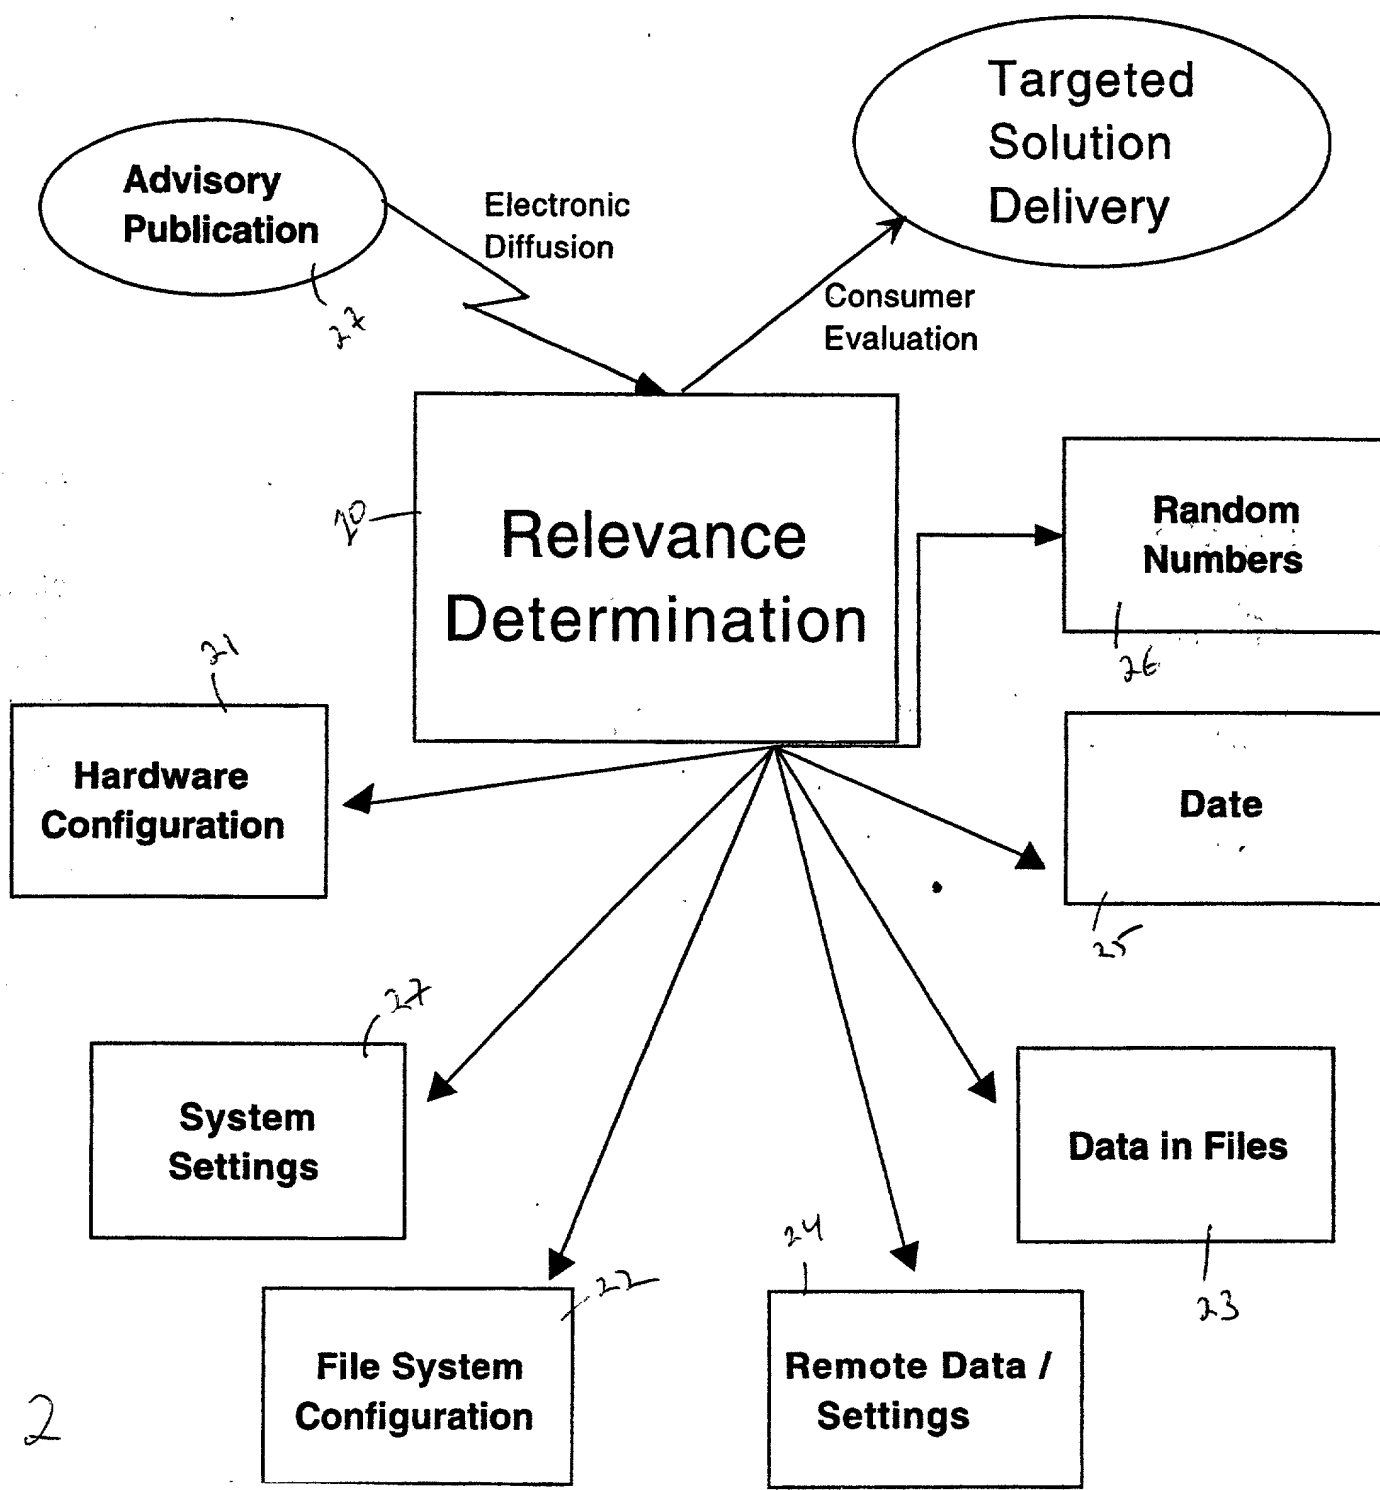 Targeted
Solution
Delivery
Advisory
Publication
27
Electronic
Diffusion
Consumer
Evaluation
20
Relevance
Determination
Random
Numbers
26
21
Hardware
Configuration
Date
25
27
System
Settings
Data in Files
23
22
File System
Configuration
24
Remote Data /
Settings
2